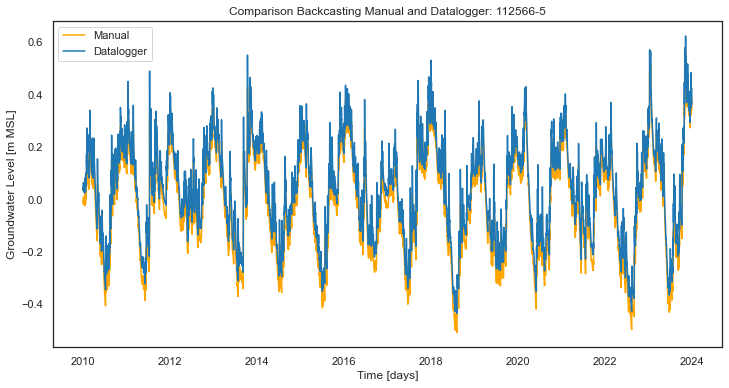 Comparison Backcasting Manual and Datalogger: 112566-5
Manual
Datalogger
Groundwater Level [m MSL]
0.6
0.4
0.2
0.0
−0.2
−0.4
2010
2012
2014
2016
2018
2020
2022
2024
Time [days]